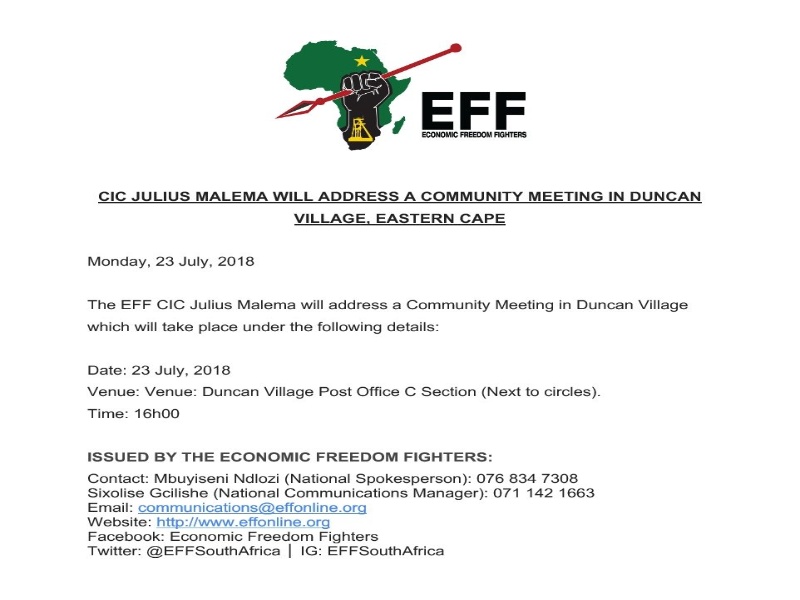 EFF
ECONOMIC FREEDOM FIGHTERS
CIC JULIUS MALEMA WILL ADDRESS A COMMUNITY MEETING IN DUNCAN
VILLAGE, EASTERN CAPE
Monday, 23 July, 2018
The EFF CIC Julius Malema will address a Community Meeting in Duncan Village
which will take place under the following details:
Date: 23 July, 2018
Venue: Venue: Duncan Village Post Office C Section (Next to circles).
Time: 16h00
ISSUED BY THE ECONOMIC FREEDOM FIGHTERS:
Contact: Mbuyiseni Ndlozi (National Spokesperson): 076 834 7308
Sixolise Gcilishe (National Communications Manager): 071 142 1663
Email: communications@effonline.org
Website: http://www.effonline.org
Facebook: Economic Freedom Fighters
Twitter: @EFFSouthAfrica | IG: EFFSouthAfrica